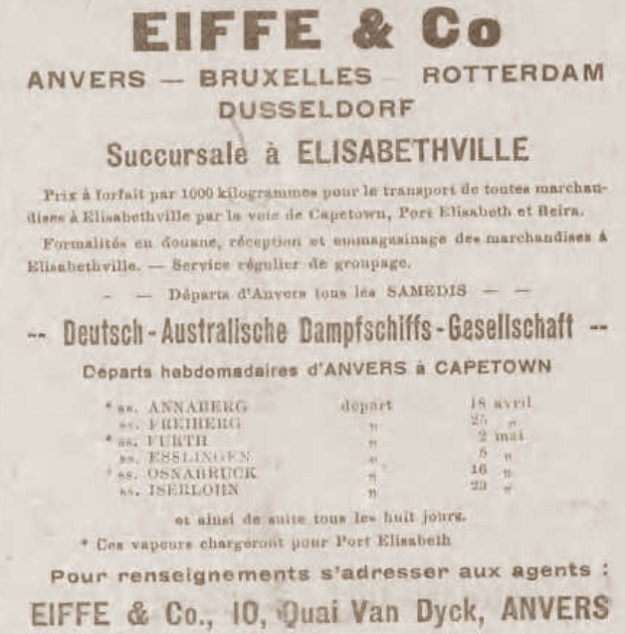 EIFFE & Co
ANVERS — BRUXELLES — ROTTERDAM
DUSSELDORF
Succursale à ELISABETHVILLE
Prix à forfait par 1000 kilogrammes pour le transport de toutes marchan-
dises à Elisabethville par la voie de Capetown, Port Elisabeth et Beira.
Formalités en douane, réception et emmagasinage des marchandises à
Elisabethville. — Service régulier de groupage.
- — Départs d'Anvers tous les SAMEDIS — —
-- Deutsch-Australische Dampfschiffs-Gesellschaft --
Départs hebdomadaires d'ANVERS à CAPETOWN
* ss. ANNABERG départ 18 avril
ss. FREIBERG „ 25 „
* ss. FURTH „ 2 mai
ss. ESSLINGEN „ „
* ss. OSNABRUCK „ 16 „
ss. ISERLOHN „ 23 „
et ainsi de suite tous les huit jours.
* Ces vapeurs chargeront pour Port Elisabeth
Pour renseignements s'adresser aux agents :
EIFFE & Co., 10, Quai Van Dyck, ANVERS